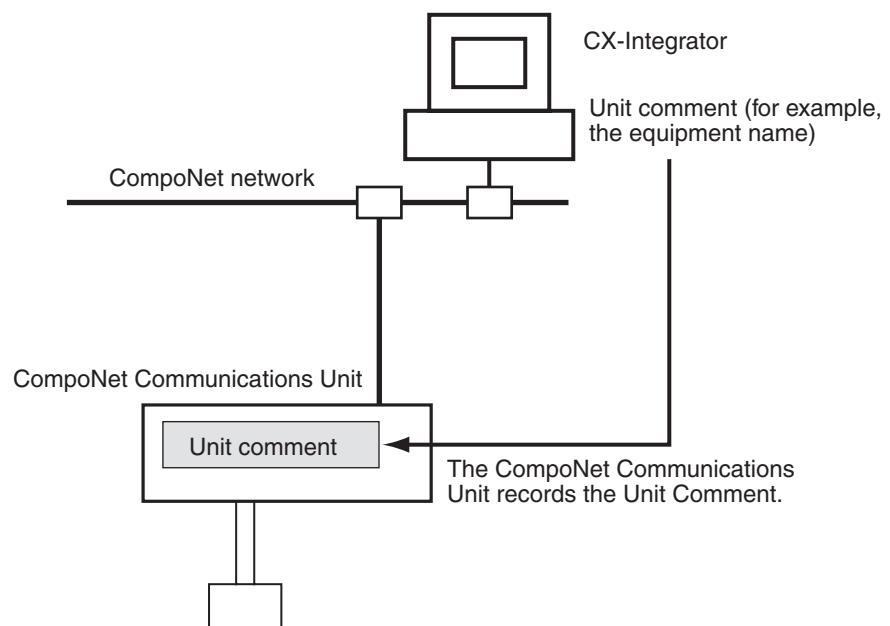 CX-Integrator
Unit comment (for example,
the equipment name)
CompoNet network
CompoNet Communications Unit
Unit comment
The CompoNet Communications
Unit records the Unit Comment.